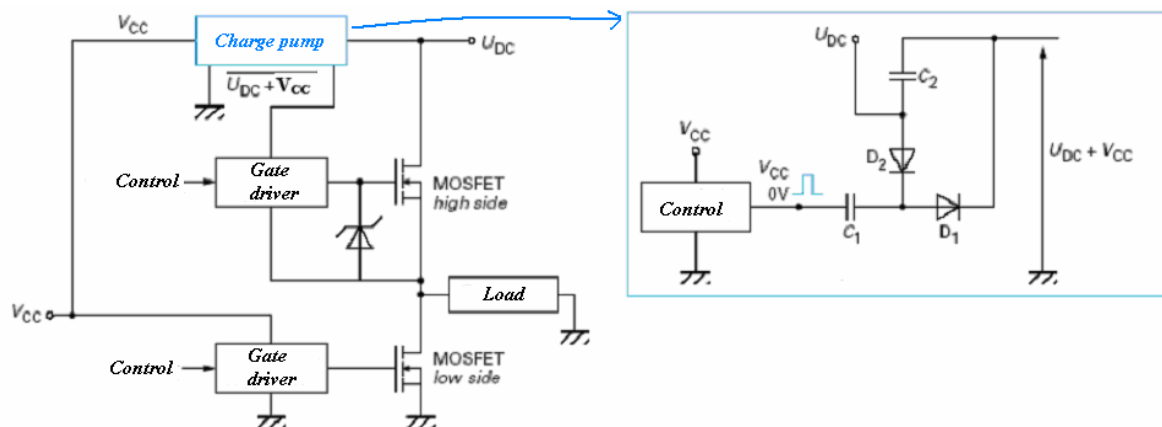 VCC
Charge pump
UDC
UDC + VCC
Control
Gate
driver
MOSFET
high side
Load
VCC
Control
Gate
driver
MOSFET
low side
UDC
C2
VCC
D2
UDC + VCC
VCC
0V
Control
C1
D1